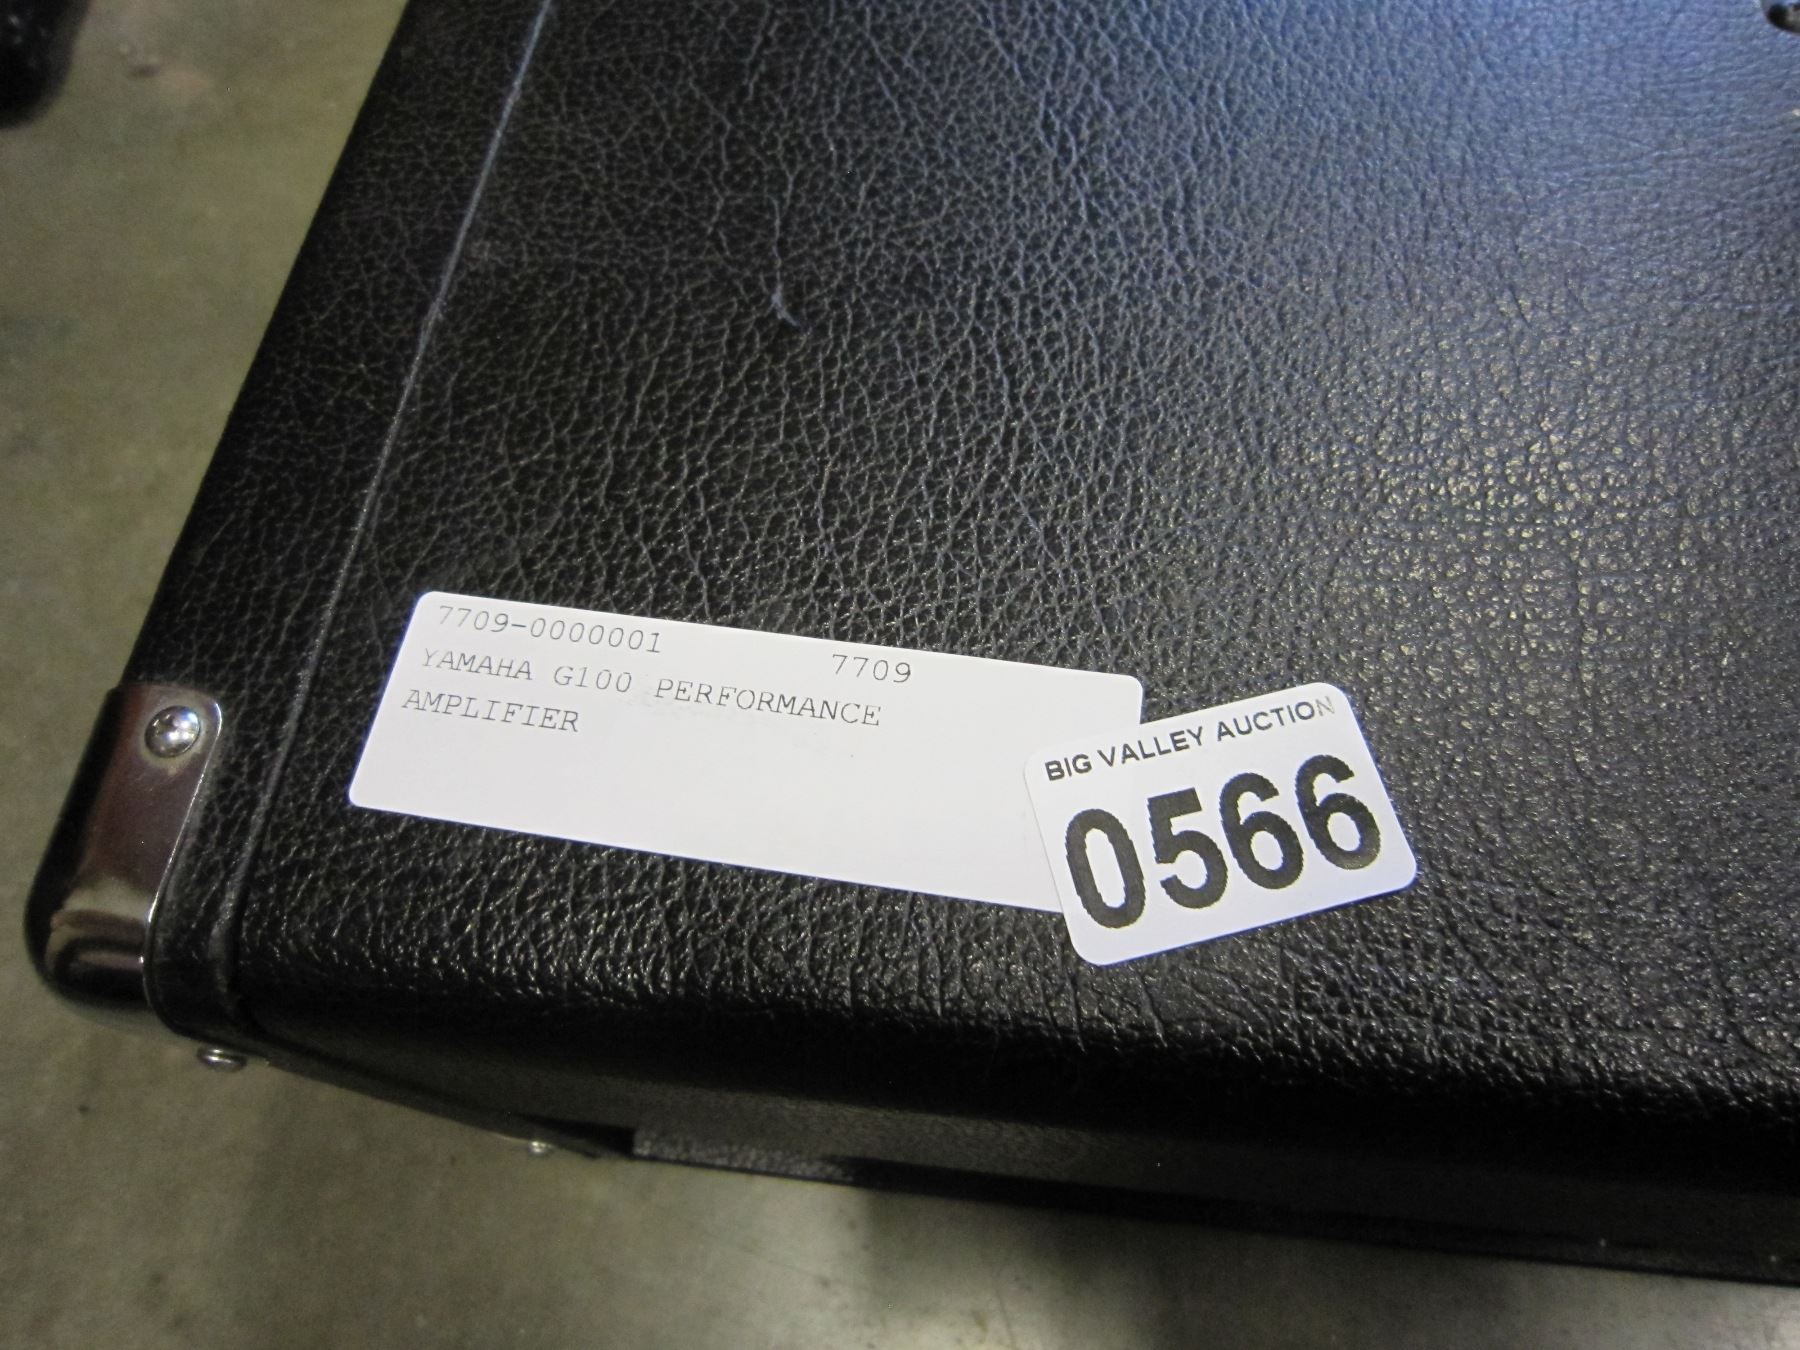 7709-0000001 7709
YAMAHA G100 PERFORMANCE
AMPLIFIER
BIG VALLEY AUCTION
0566